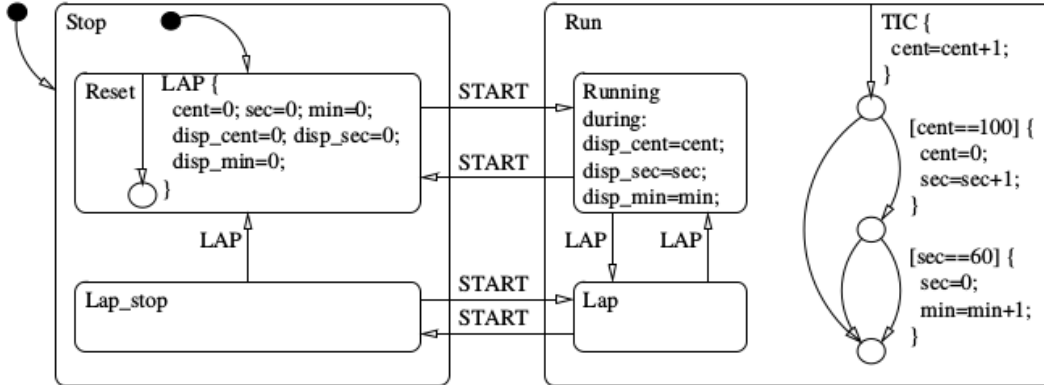 Stop
Reset
LAP {
cent=0; sec=0; min=0;
disp_cent=0; disp_sec=0;
disp_min=0;
}
LAP
Lap_stop
START
START
START
START
Run
Running
during:
disp_cent=cent;
disp_sec=sec;
disp_min=min;
LAP
LAP
Lap
TIC {
cent=cent+1;
}
[cent==100] {
cent=0;
sec=sec+1;
}
[sec==60] {
sec=0;
min=min+1;
}